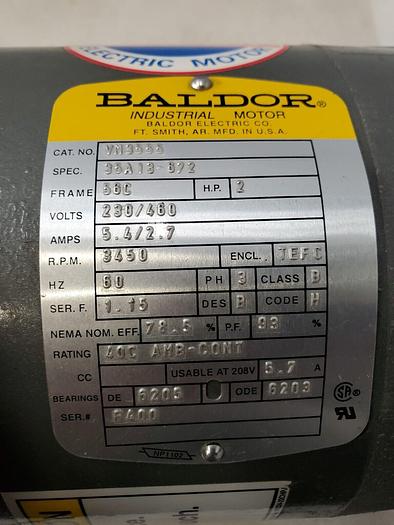 ELECTRIC MOTOR
BALDOR®
INDUSTRIAL MOTOR
BALDOR ELECTRIC CO.
FT. SMITH, AR. MFD. IN U.S.A.
CAT. NO.
SPEC. 35A13-672
FRAME 56C H.P. 2
VOLTS 230/460
AMPS 5.4/2.7
R.P.M. 3450 ENCL. TEFC
HZ 60 PH 3 CLASS B
SER. F. 1.15 DES B CODE H
NEMA NOM. EFF. 78.5 % P.F. 93 %
RATING 40C AMB-CONT
CC USABLE AT 208V 5.7 A
BEARINGS DE 6205 ODE 6203
SER.# F400
NP1102